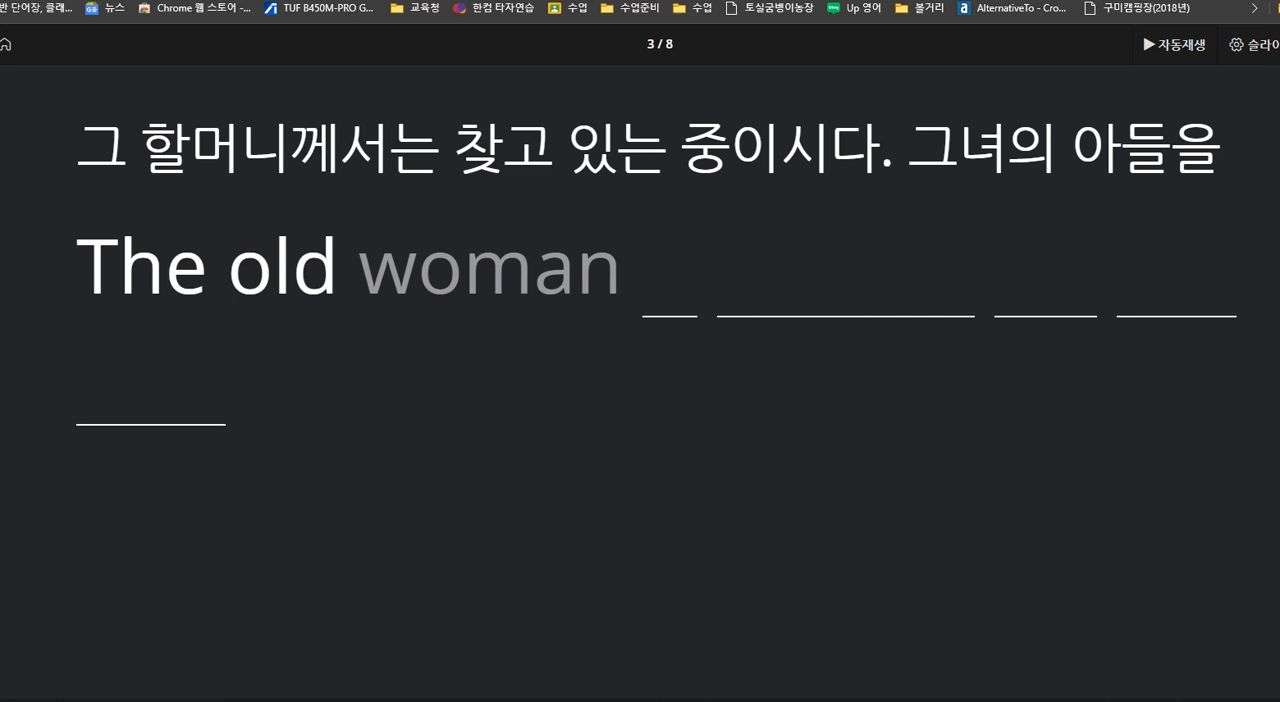 반 단어장, 클래... 뉴스 Chrome 웹 스토어 -... TUF B450M-PRO G... 교육청 한컴 타자연습 수업 수업준비 수업 토실굼벵이농장 Up 영어 볼거리 AlternativeTo - Cro... 구미캠핑장(2018년)
3 / 8 자동재생 슬라이
그 할머니께서는 찾고 있는 중이시다. 그녀의 아들을
The old woman